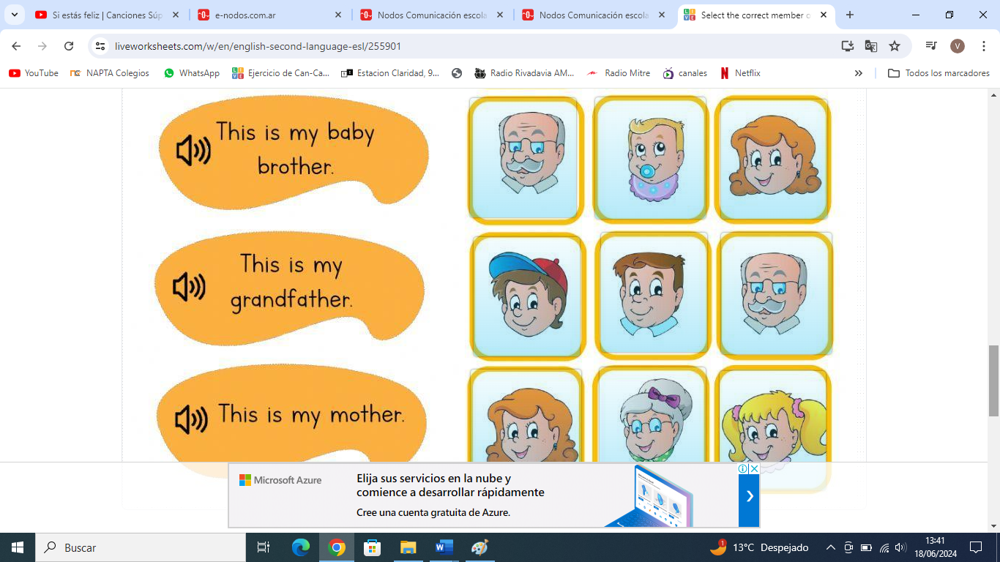 Si estás feliz | Canciones Súp
e-nodos.com.ar
Nodos Comunicación escola
Nodos Comunicación escola
Select the correct member o
liveworksheets.com/w/en/english-second-language-esl/255901
V
YouTube
NAPTA Colegios
WhatsApp
Ejercicio de Can-Ca...
Estacion Claridad, 9...
Radio Rivadavia AM...
Radio Mitre
canales
Netflix
»
Todos los marcadores
This is my baby
brother.
This is my
grandfather.
This is my mother.
Microsoft Azure
Elija sus servicios en la nube y
comience a desarrollar rápidamente
Cree una cuenta gratuita de Azure.
Buscar
1
13°C Despejado
13:41
18/06/2024